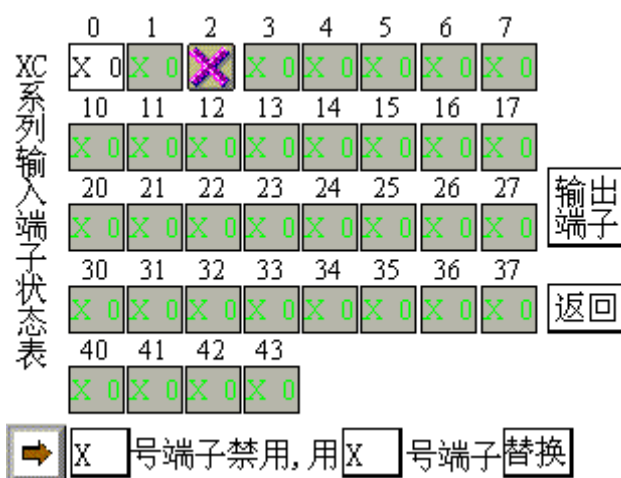 XC系列输入端子状态表
0 1 2 3 4 5 6 7
X 0 X 0 X 0 X 0 X 0 X 0 X 0
10 11 12 13 14 15 16 17
X 0 X 0 X 0 X 0 X 0 X 0 X 0 X 0
20 21 22 23 24 25 26 27
X 0 X 0 X 0 X 0 X 0 X 0 X 0 X 0
输出
端子
30 31 32 33 34 35 36 37
X 0 X 0 X 0 X 0 X 0 X 0 X 0 X 0
返回
40 41 42 43
X 0 X 0 X 0 X 0
X 号端子禁用,用X 号端子替换